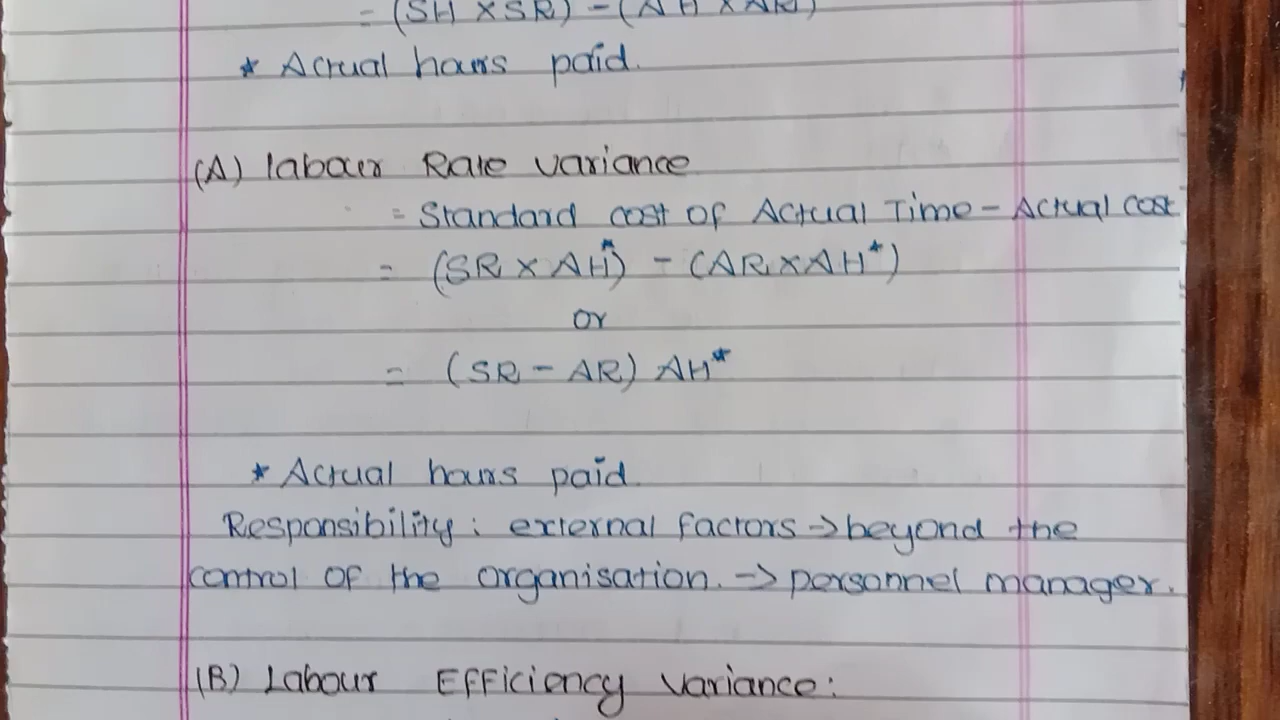 = (SH × SR) - (AH × AR)
* Actual hours paid.
(A) labour Rate variance
= Standard cost of Actual Time - Actual cost
= (SR × AH*) - (AR × AH*)
or
= (SR - AR) AH*
* Actual hours paid
Responsibility : external factors -> beyond the
control of the organisation. -> personnel manager.
(B) Labour Efficiency variance: